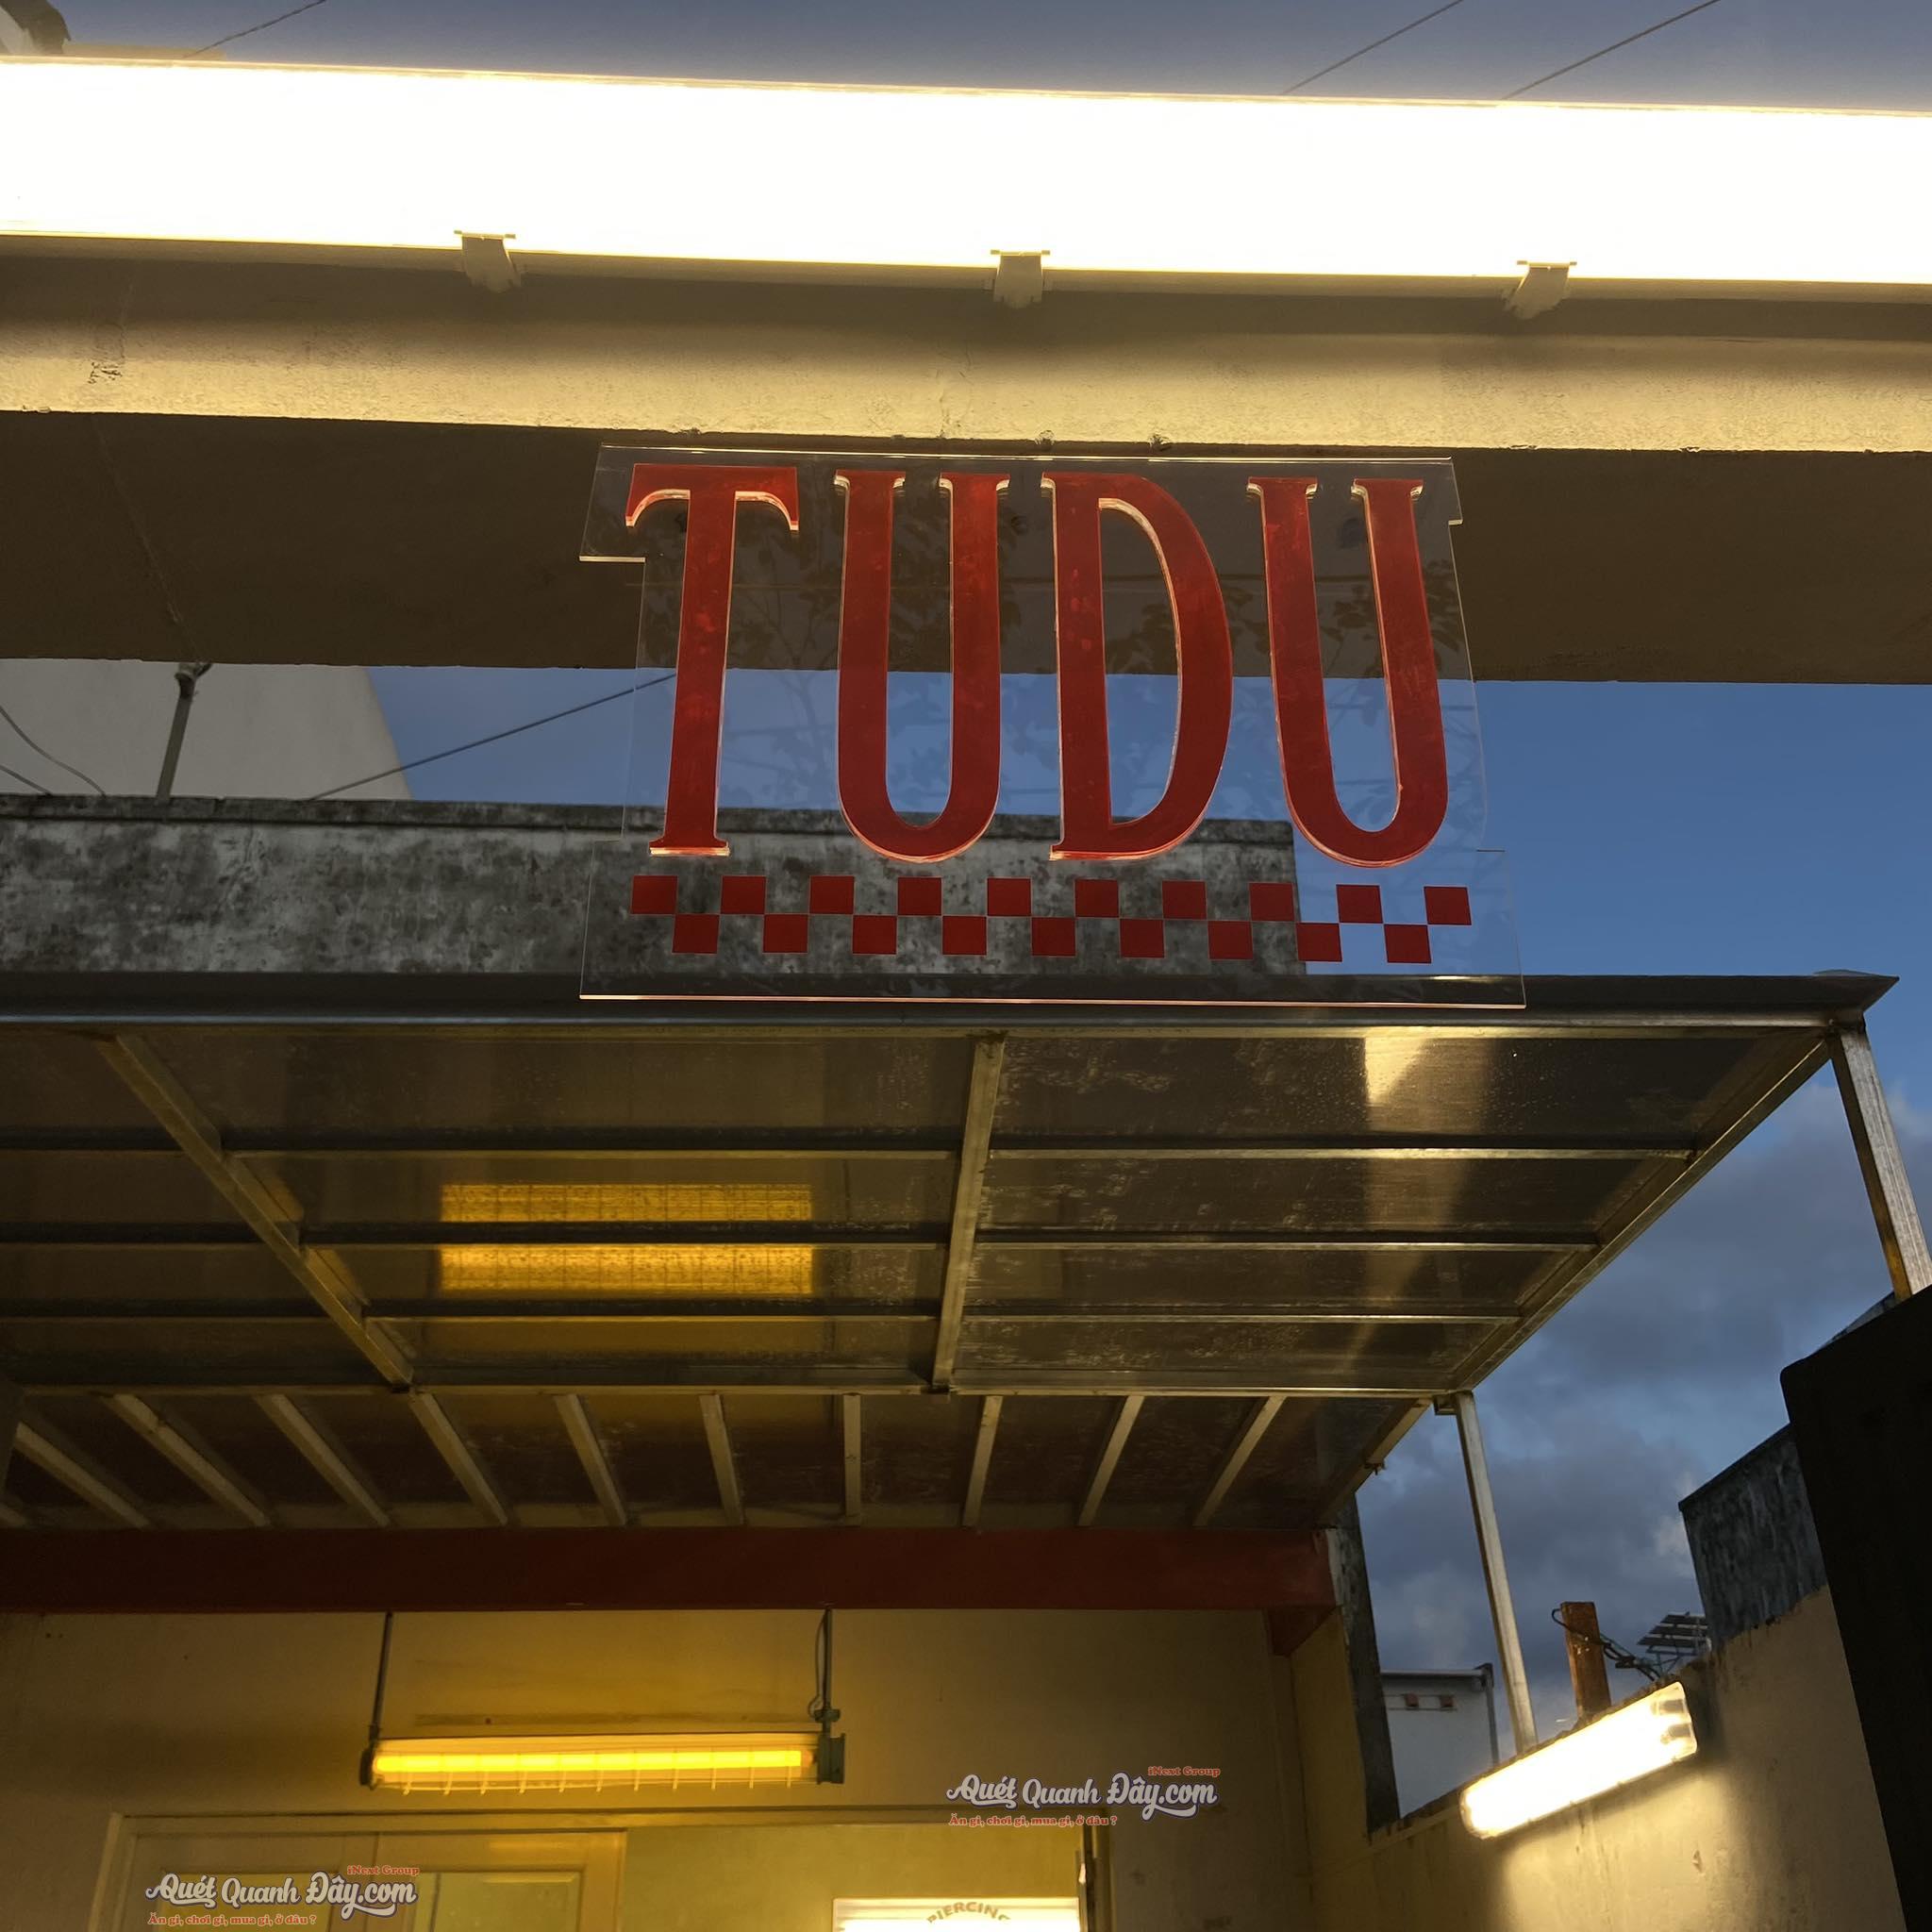 TUDU
iNext Group
Quét Quanh Đây.com
Ăn gì, chơi gì, mua gì, ở đâu ?
iNext Group
Quét Quanh Đây.com
Ăn gì, chơi gì, mua gì, ở đâu ?
PIERCING